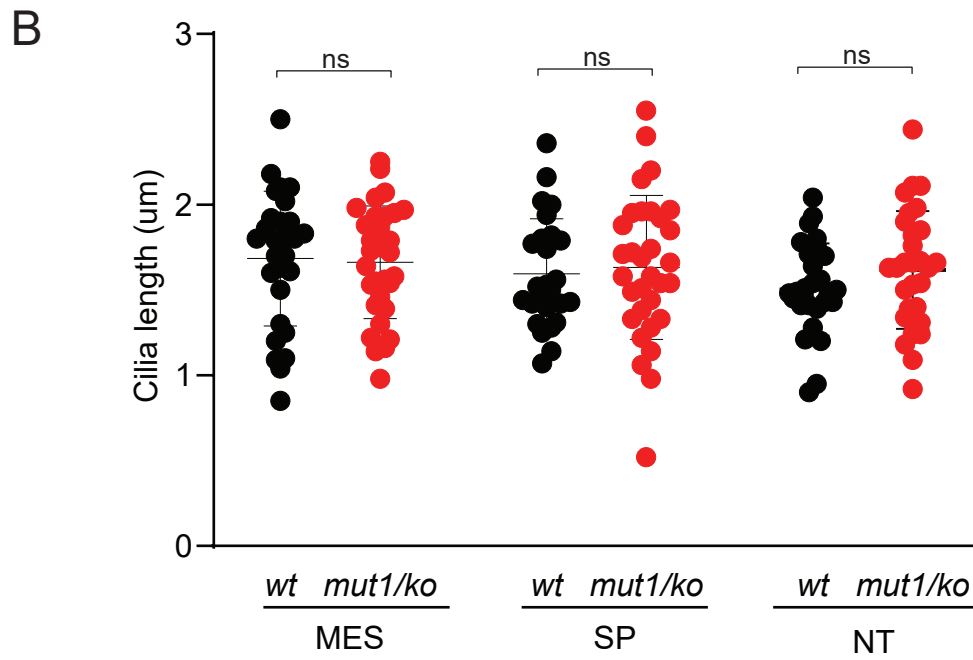 B
3
ns ns ns
2
Cilia length (um)
1
0
wt mut1/ko wt mut1/ko wt mut1/ko
MES SP NT